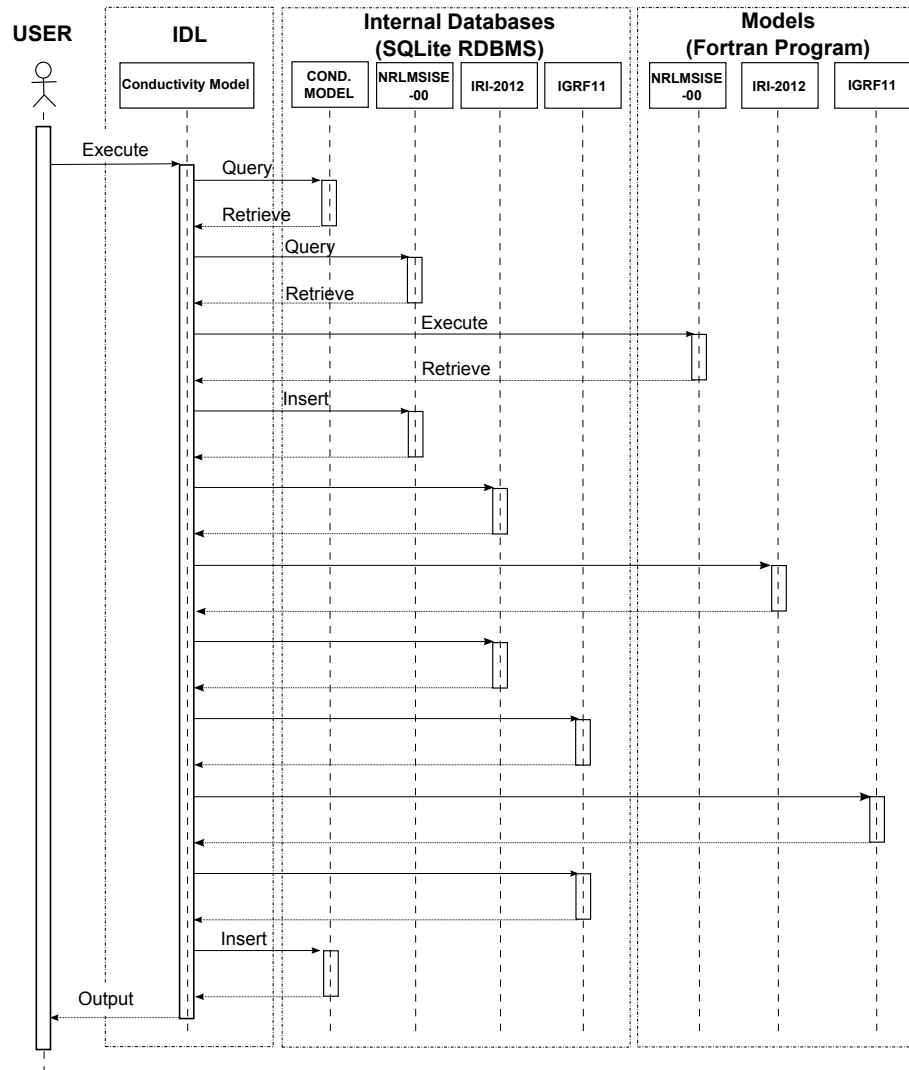 USER
IDL
Internal Databases
(SQLite RDBMS)
Models
(Fortran Program)
Conductivity Model
COND.
MODEL
NRLMSISE
-00
IRI-2012
IGRF11
NRLMSISE
-00
IRI-2012
IGRF11
Execute
Query
Retrieve
Query
Retrieve
Execute
Retrieve
Insert
Insert
Output